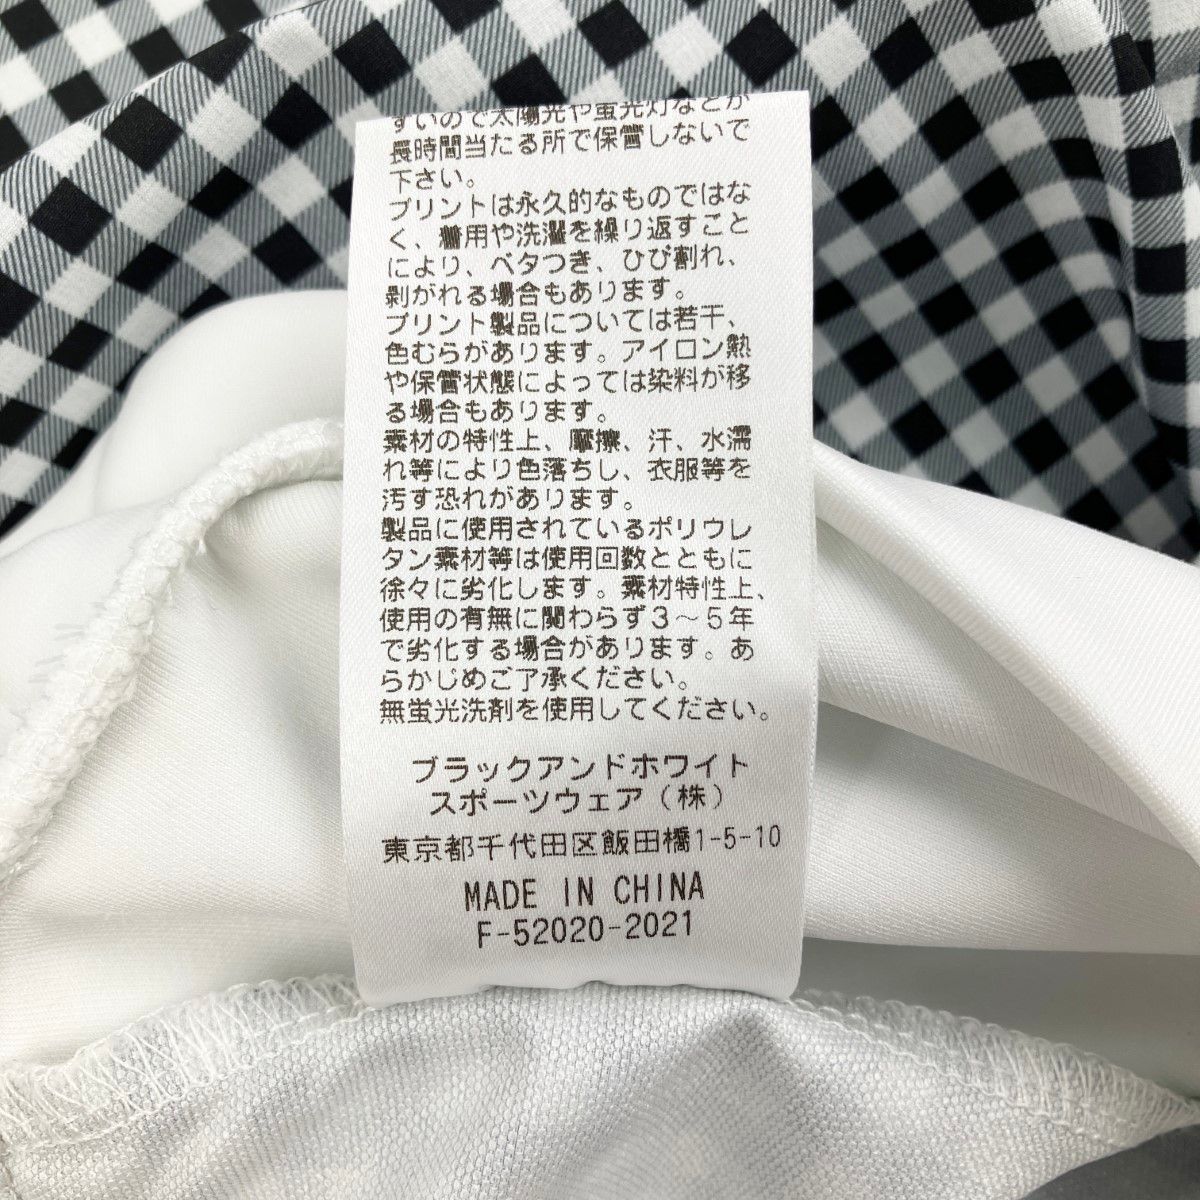 すいので太陽光や蛍光灯などが
長時間当たる所で保管しないで
下さい。
プリントは永久的なものではな
く、着用や洗濯を繰り返すこと
により、ベタつき、ひび割れ、
剥がれる場合もあります。
プリント製品については若干、
色むらがあります。アイロン熱
や保管状態によっては染料が移
る場合もあります。
素材の特性上、摩擦、汗、水濡
れ等により色落ちし、衣服等を
汚す恐れがあります。
製品に使用されているポリウレ
タン素材等は使用回数とともに
徐々に劣化します。素材特性上、
使用の有無に関わらず3～5年
で劣化する場合があります。あ
らかじめご了承ください。
無蛍光洗剤を使用してください。
ブラックアンドホワイト
スポーツウェア（株）
東京都千代田区飯田橋1-5-10
MADE IN CHINA
F-52020-2021